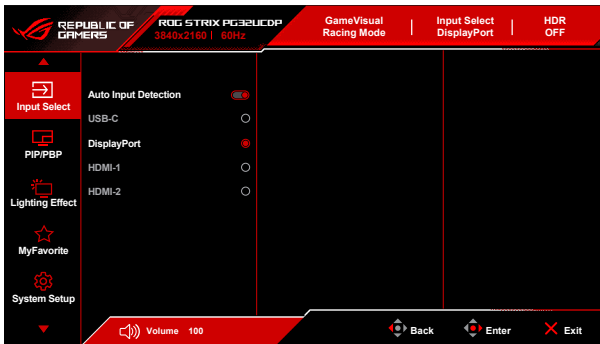 REPUBLIC OF
GAMERS
ROG STRIX PG32UCDP
3840x2160 | 60Hz
GameVisual
Racing Mode
Input Select
DisplayPort
HDR
OFF
Input Select
PIP/PBP
Lighting Effect
MyFavorite
System Setup
Auto Input Detection
USB-C
DisplayPort
HDMI-1
HDMI-2
Volume 100
Back
Enter
Exit